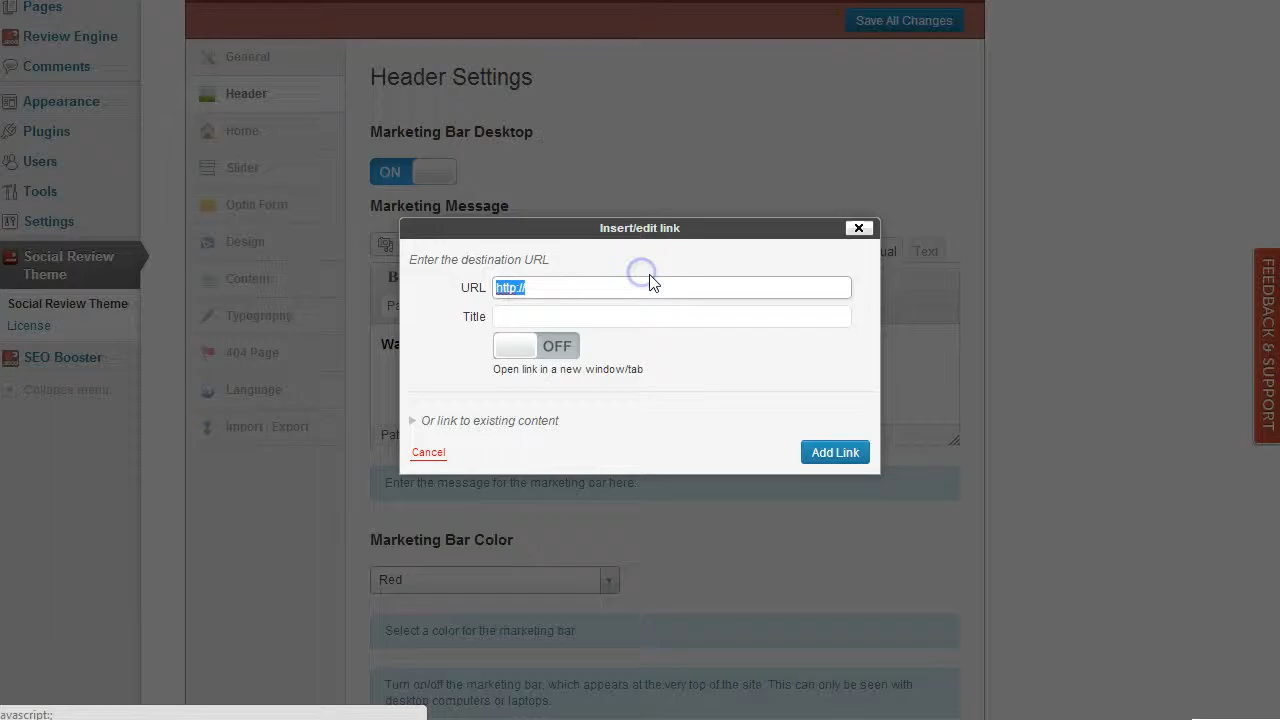 Pages
Review Engine
Comments
Appearance
Plugins
Users
Tools
Settings
Social Review
Theme
Social Review Theme
License
SEO Booster
Collapse menu
Save All Changes
General
Header
Home
Slider
Optin Form
Design
Content
Typography
404 Page
Language
Import / Export
Header Settings
Marketing Bar Desktop
ON
Marketing Message
Text
Insert/edit link
Enter the destination URL
URL http://
Title
OFF
Open link in a new window/tab
Or link to existing content
Cancel
Add Link
Enter the message for the marketing bar here.
Marketing Bar Color
Red
Select a color for the marketing bar
Turn on/off the marketing bar, which appears at the very top of the site. This can only be seen with
desktop computers or laptops.
FEEDBACK & SUPPORT
avascript:;